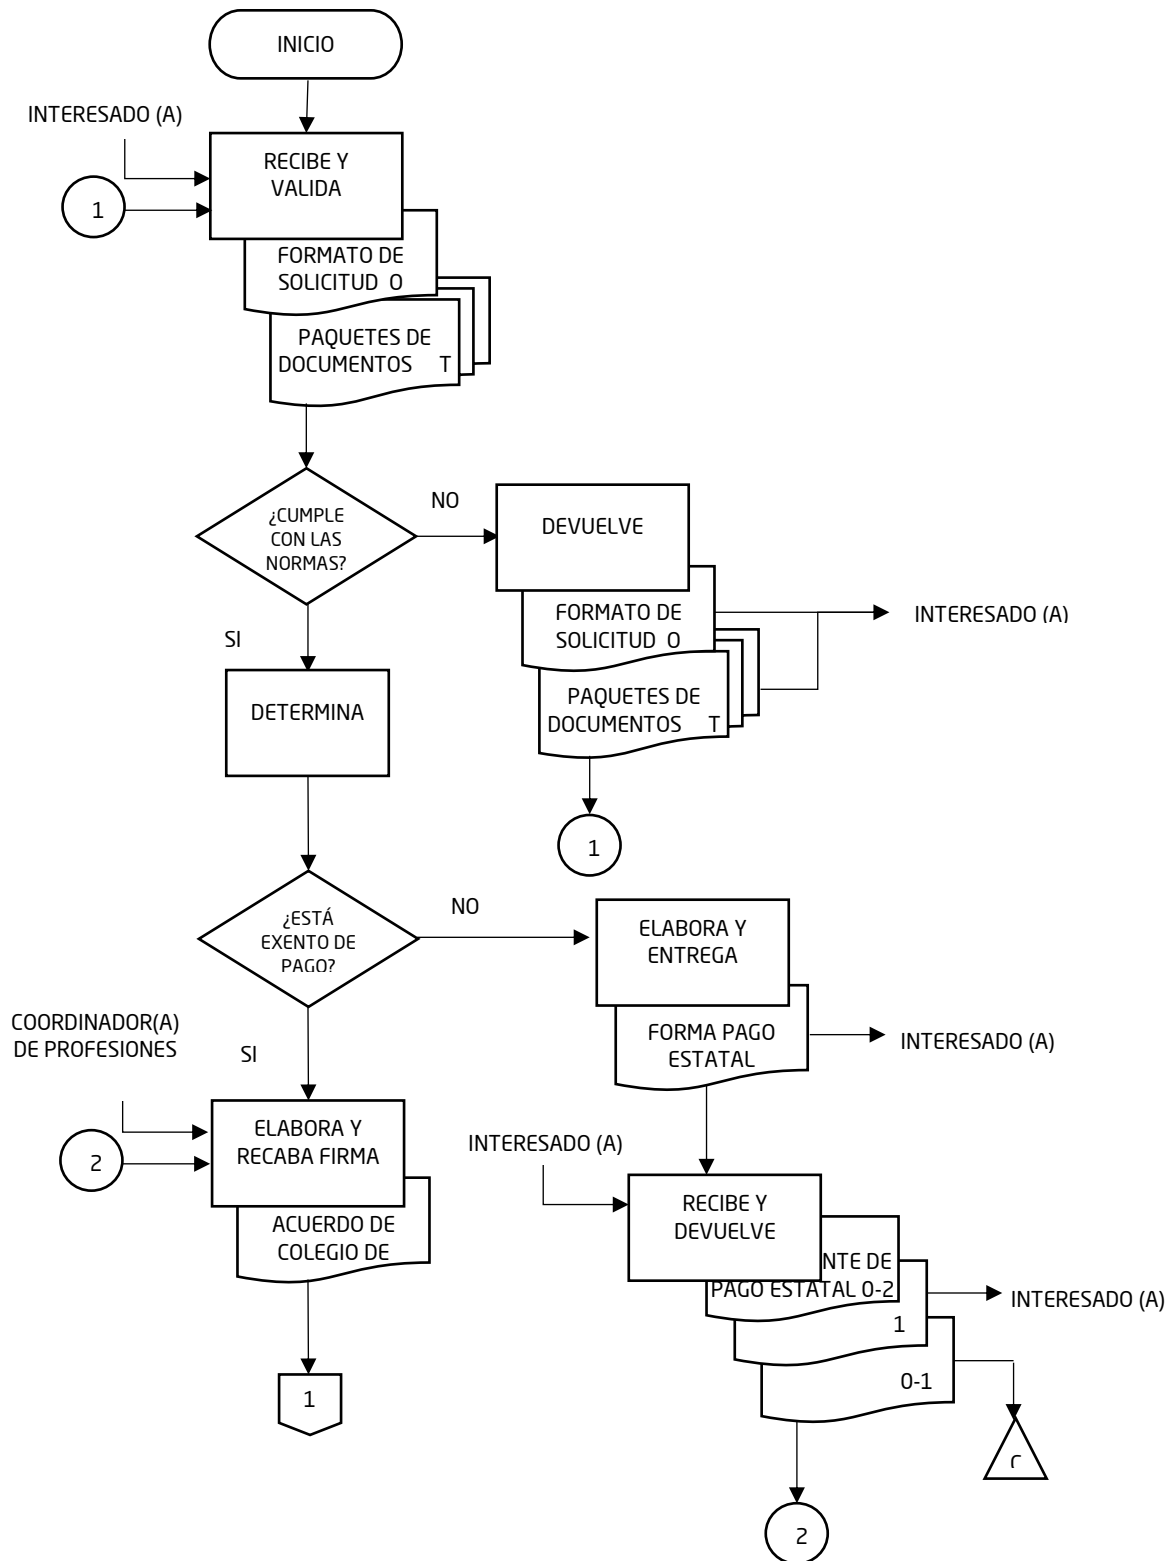 INICIO
INTERESADO (A)
RECIBE Y
VALIDA
1
FORMATO DE
SOLICITUD O
PAQUETES DE
DOCUMENTOS T
¿CUMPLE
CON LAS
NORMAS?
NO
DEVUELVE
FORMATO DE
SOLICITUD O
INTERESADO (A)
PAQUETES DE
DOCUMENTOS T
1
SI
DETERMINA
¿ESTÁ
EXENTO DE
PAGO?
NO
ELABORA Y
ENTREGA
FORMA PAGO
ESTATAL
INTERESADO (A)
COORDINADOR(A)
DE PROFESIONES
SI
ELABORA Y
RECABA FIRMA
2
ACUERDO DE
COLEGIO DE
1
INTERESADO (A)
RECIBE Y
DEVUELVE
NTE DE
PAGO ESTATAL 0-2
INTERESADO (A)
1
0-1
2